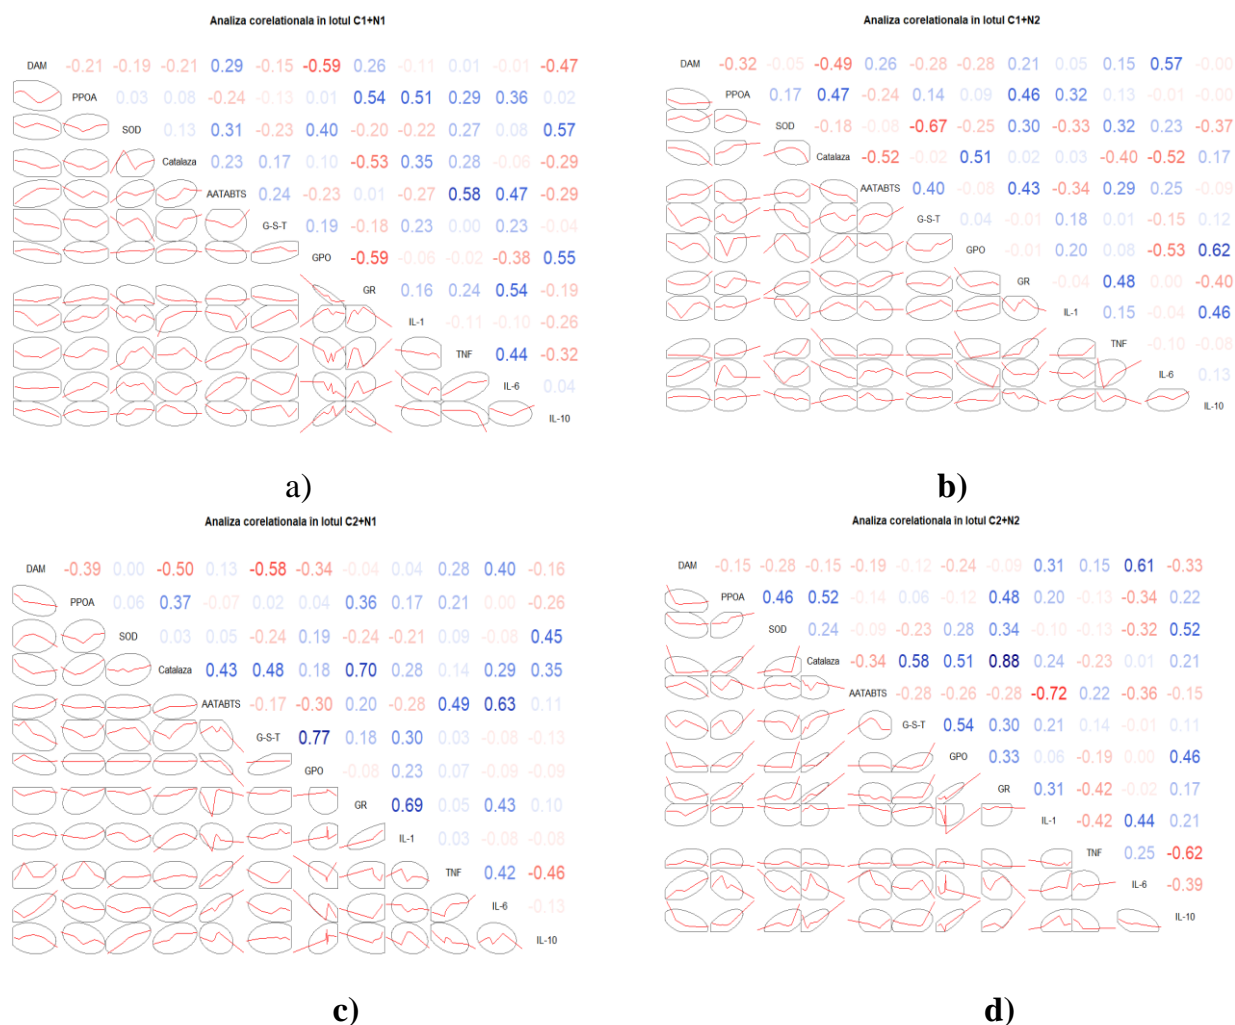 Analiza corelationala in lotul C1+N1
DAM -0.21 -0.19 -0.21 0.29 -0.15 -0.59 0.26 -0.11 0.01 -0.01 -0.47
PPOA 0.03 0.08 -0.24 -0.13 0.01 0.54 0.51 0.29 0.36 0.02
SOD 0.13 0.31 -0.23 0.40 -0.20 -0.22 0.27 0.08 0.57
Catalaza 0.23 0.17 0.10 -0.53 0.35 0.28 -0.06 -0.29
AATABTS 0.24 -0.23 0.01 -0.27 0.58 0.47 -0.29
G-S-T 0.19 -0.18 0.23 0.00 0.23 -0.04
GPO -0.59 -0.06 -0.02 -0.38 0.55
GR 0.16 0.24 0.54 -0.19
IL-1 -0.11 -0.10 -0.26
TNF 0.44 -0.32
IL-6 0.04
IL-10
a)
Analiza corelationala in lotul C1+N2
DAM -0.32 -0.05 -0.49 0.26 -0.28 -0.28 0.21 0.05 0.15 0.57 -0.00
PPOA 0.17 0.47 -0.24 0.14 0.09 0.46 0.32 0.13 -0.01 -0.00
SOD -0.18 -0.08 -0.67 -0.25 0.30 -0.33 0.32 0.23 -0.37
Catalaza -0.52 -0.02 0.51 0.02 0.03 -0.40 -0.52 0.17
AATABTS 0.40 -0.08 0.43 -0.34 0.29 0.25 -0.09
G-S-T 0.04 -0.01 0.18 0.01 -0.15 0.12
GPO -0.01 0.20 0.08 -0.53 0.62
GR -0.04 0.48 0.00 -0.40
IL-1 0.15 -0.04 0.46
TNF -0.10 -0.08
IL-6 0.13
IL-10
b)
Analiza corelationala in lotul C2+N1
DAM -0.39 0.00 -0.50 0.13 -0.58 -0.34 -0.04 0.04 0.28 0.40 -0.16
PPOA 0.06 0.37 -0.07 0.02 0.04 0.36 0.17 0.21 0.00 -0.26
SOD 0.03 0.05 -0.24 0.19 -0.24 -0.21 0.09 -0.08 0.45
Catalaza 0.43 0.48 0.18 0.70 0.28 0.14 0.29 0.35
AATABTS -0.17 -0.30 0.20 -0.28 0.49 0.63 0.11
G-S-T 0.77 0.18 0.30 0.03 -0.08 -0.13
GPO -0.08 0.23 0.07 -0.09 -0.09
GR 0.69 0.05 0.43 0.10
IL-1 0.03 -0.08 -0.08
TNF 0.42 -0.46
IL-6 -0.13
IL-10
c)
Analiza corelationala in lotul C2+N2
DAM -0.15 -0.28 -0.15 -0.19 -0.12 -0.24 -0.09 0.31 0.15 0.61 -0.33
PPOA 0.46 0.52 -0.14 0.06 -0.12 0.48 0.20 -0.13 -0.34 0.22
SOD 0.24 -0.09 -0.23 0.28 0.34 -0.10 -0.13 -0.32 0.52
Catalaza -0.34 0.58 0.51 0.88 0.24 -0.23 0.01 0.21
AATABTS -0.28 -0.26 -0.28 -0.72 0.22 -0.36 -0.15
G-S-T 0.54 0.30 0.21 0.14 -0.01 0.11
GPO 0.33 0.06 -0.19 0.00 0.46
GR 0.31 -0.42 -0.02 0.17
IL-1 -0.42 0.44 0.21
TNF 0.25 -0.62
IL-6 -0.39
IL-10
d)